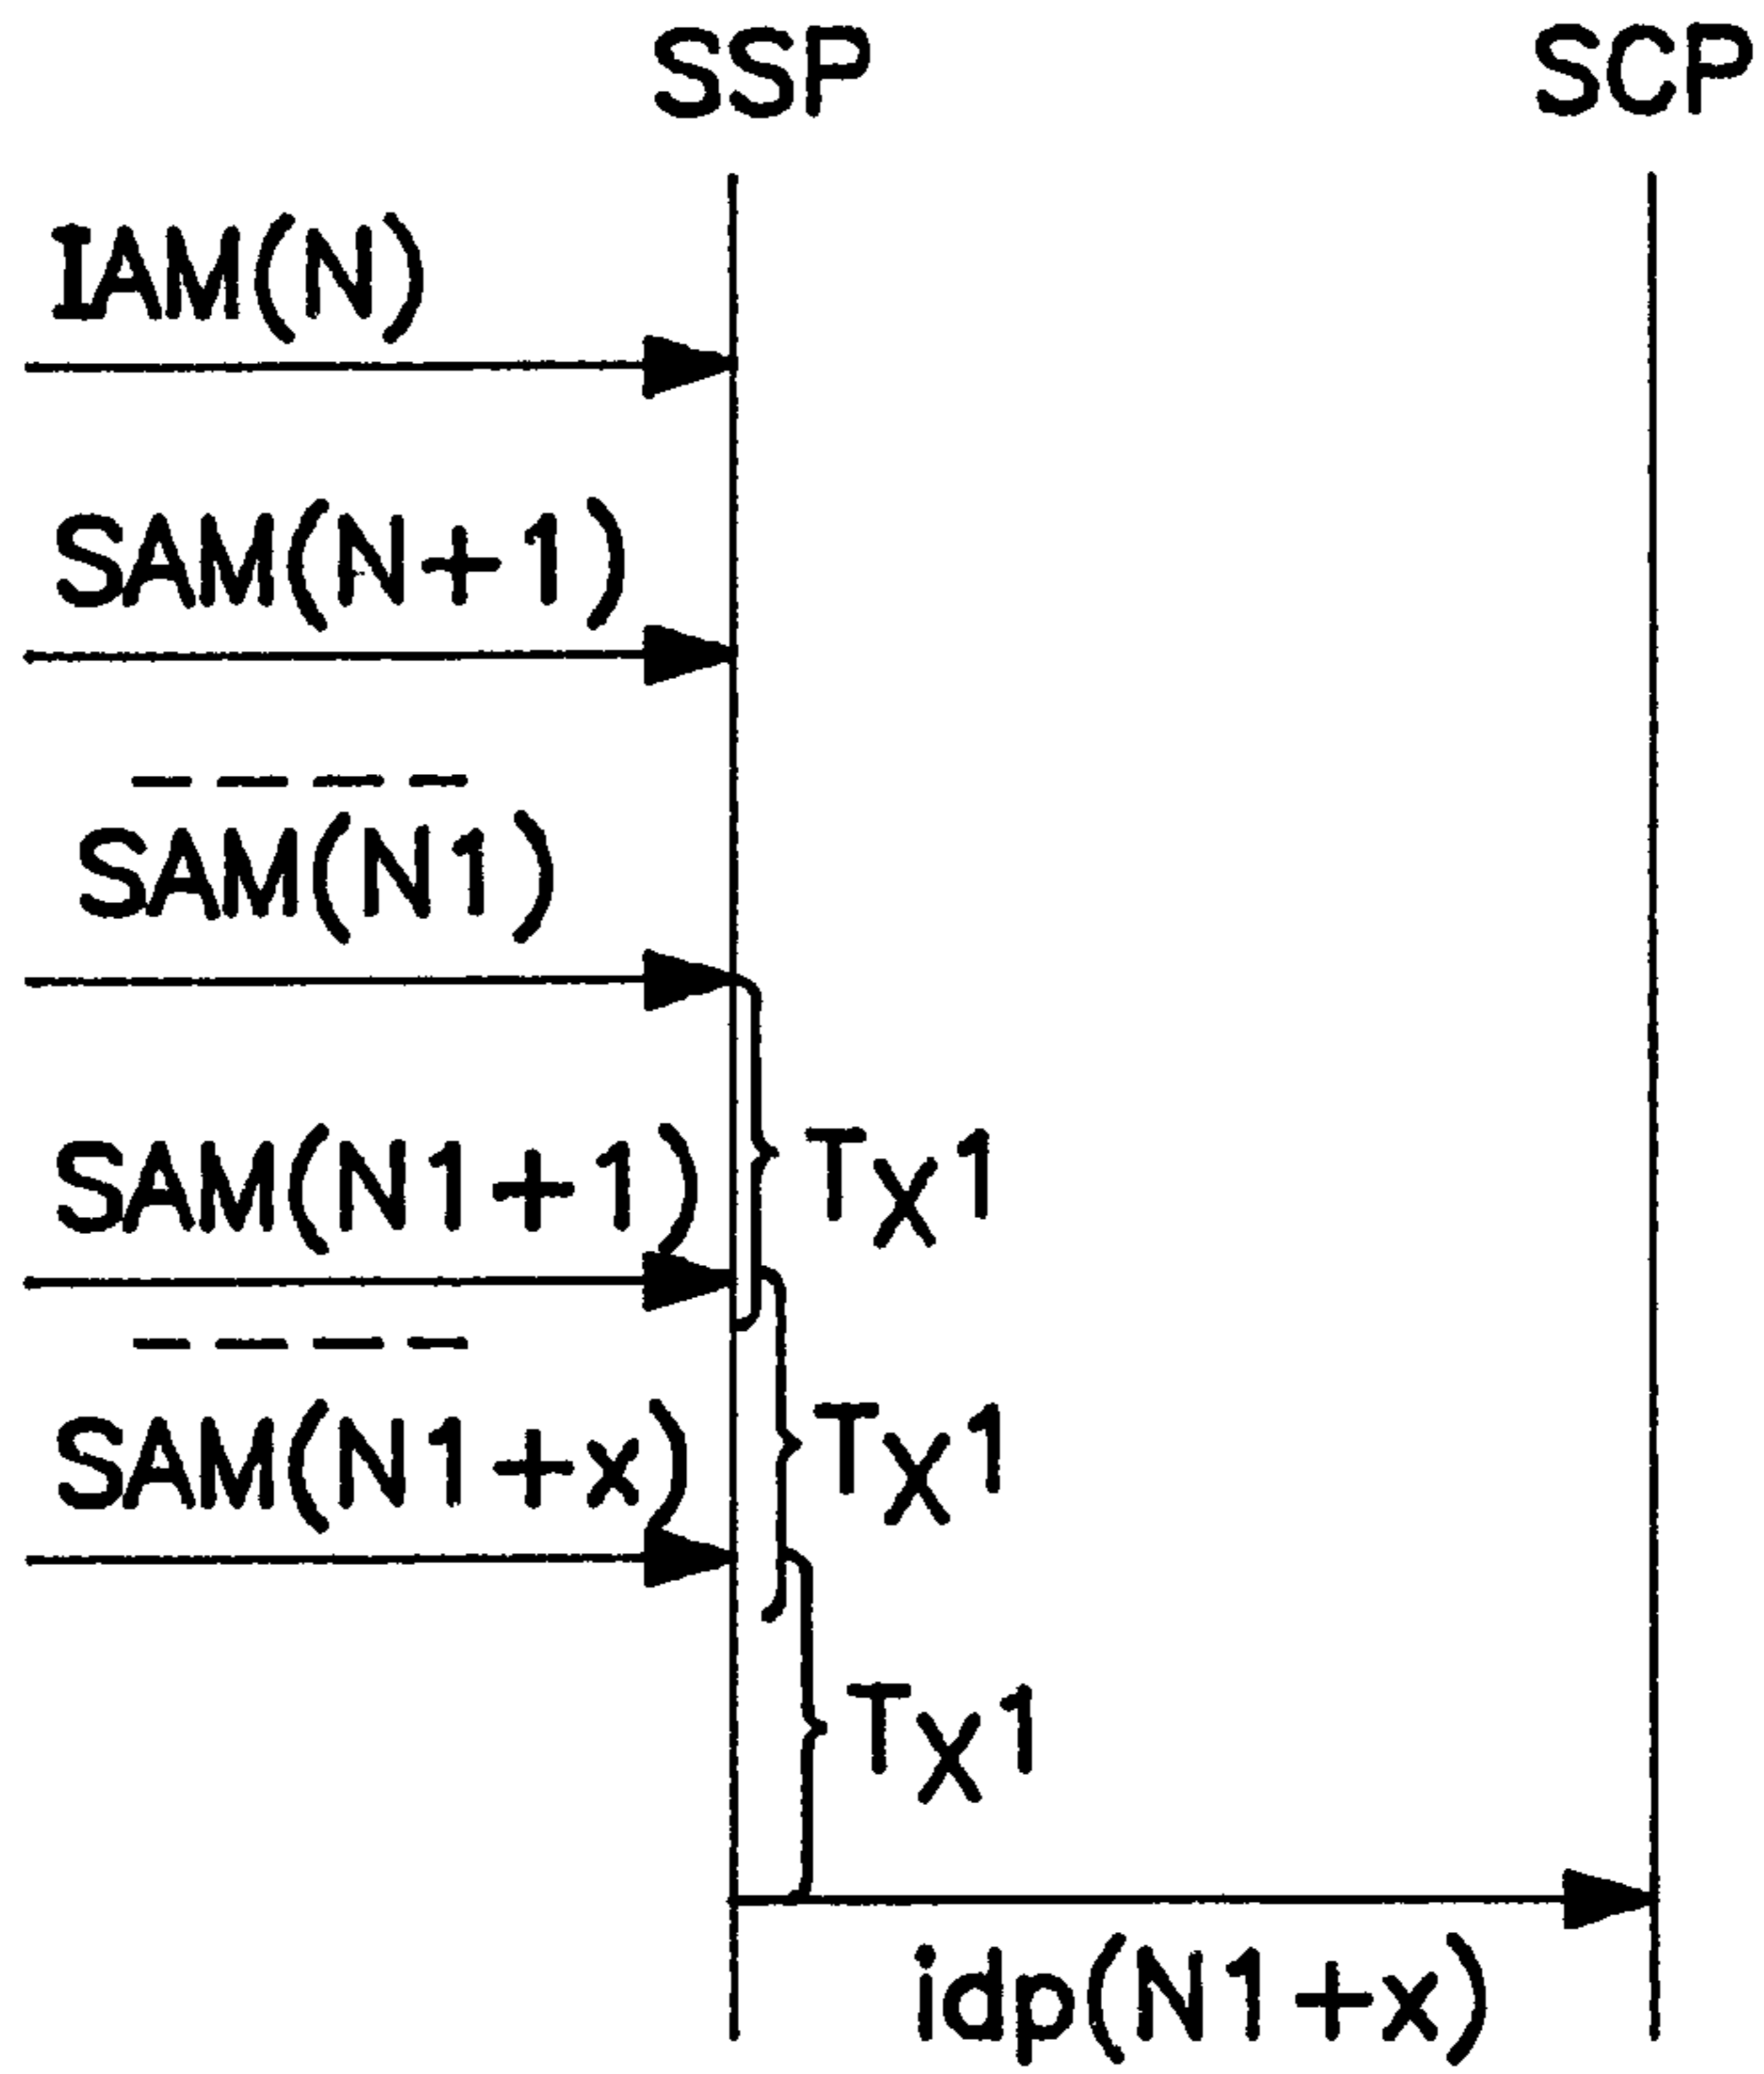 SSP SCP
IAM(N)
SAM(N+1)
SAM(N1)
SAM(N1+1)
Tx1
SAM(N1+x)
Tx1
Tx1
idp(N1+x)